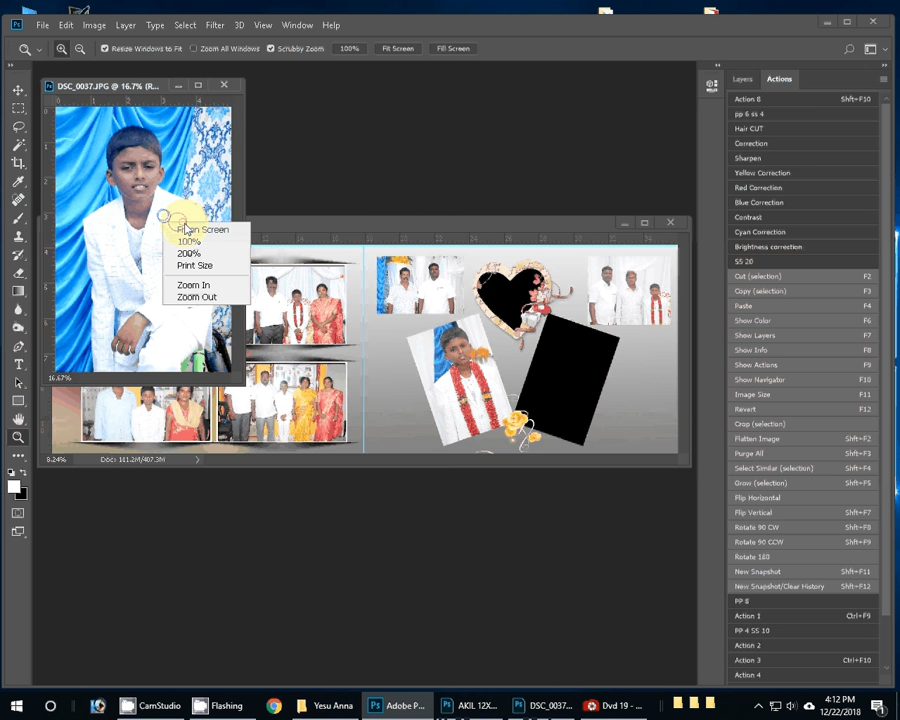 File Edit Image Layer Type Select Filter 3D View Window Help
Resize Windows to Fit Zoom All Windows Scrubby Zoom 100% Fit Screen Fill Screen
DSC_0037.JPG @ 16.7% (R...
0 1 2 3 4
Fit on Screen
100%
200%
Print Size
Zoom In
Zoom Out
16.67%
8.24% Doc: 111.2M/407.3M
Layers Actions
Action 8 Shft+F10
pp 6 ss 4
Hair CUT
Correction
Sharpen
Yellow Correction
Red Correction
Blue Correction
Contrast
Cyan Correction
Brightness correction
SS 20
Cut (selection) F2
Copy (selection) F3
Paste F4
Show Color F6
Show Layers F7
Show Info F8
Show Actions F9
Show Navigator F10
Image Size F11
Revert F12
Crop (selection)
Flatten Image Shft+F2
Purge All Shft+F3
Select Similar (selection) Shft+F4
Grow (selection) Shft+F5
Flip Horizontal
Flip Vertical Shft+F7
Rotate 90 CW Shft+F8
Rotate 90 CCW Shft+F9
Rotate 180
New Snapshot Shft+F11
New Snapshot/Clear History Shft+F12
PP 8
Action 1 Ctrl+F9
PP 4 SS 10
Action 2
Action 3 Ctrl+F10
Action 4
CamStudio Flashing Yesu Anna Adobe P... AKIL 12X... DSC_0037... Dvd 19 - ...
4:12 PM
12/22/2018